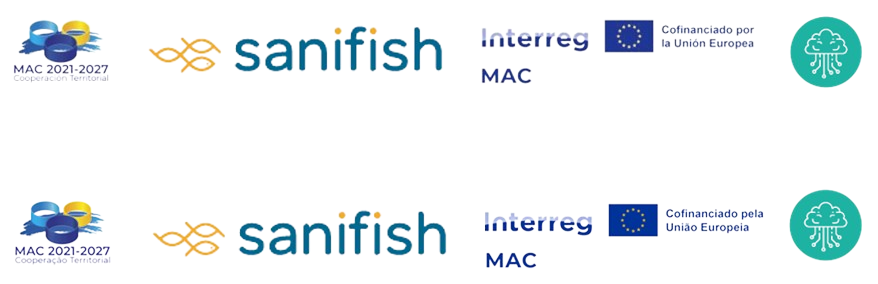 MAC 2021-2027
Cooperación Territorial
sanifish
Interreg
MAC
Cofinanciado por
la Unión Europea
MAC 2021-2027
Cooperação Territorial
sanifish
Interreg
MAC
Cofinanciado pela
União Europeia